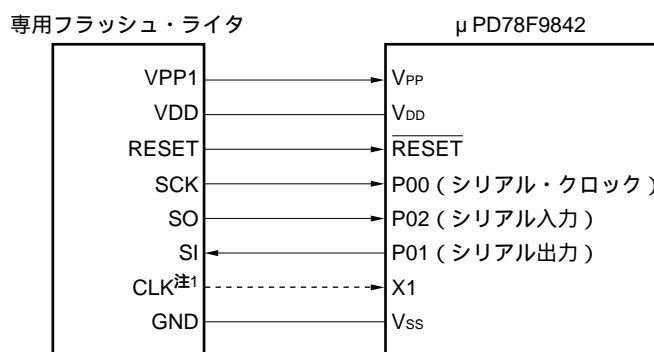 専用フラッシュ・ライタ μPD78F9842
VPP1 VPP
VDD VDD
RESET RESET
SCK P00（シリアル・クロック）
SO P02（シリアル入力）
SI P01（シリアル出力）
CLK注1 X1
GND VSS